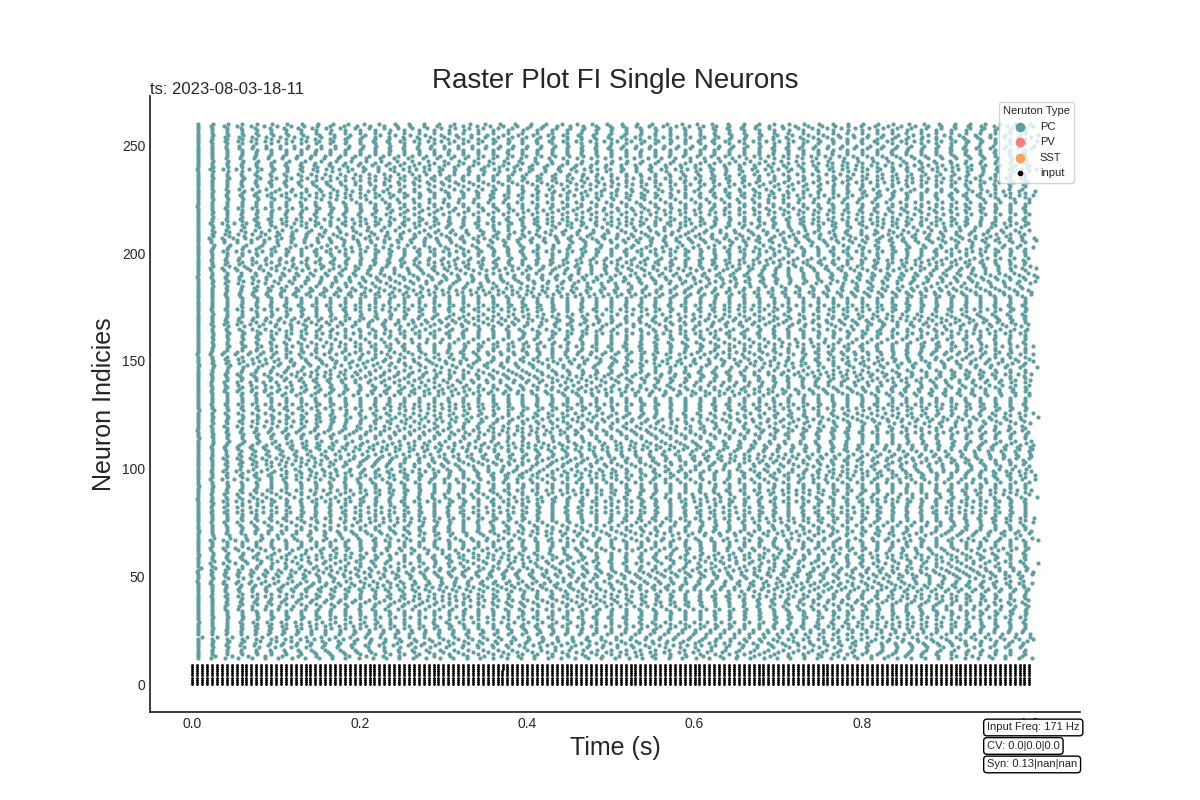 Raster Plot FI Single Neurons
ts: 2023-08-03-18-11
Neruton Type
PC
PV
SST
input
Neuron Indicies
250
200
150
100
50
0
0.0 0.2 0.4 0.6 0.8
Time (s)
Input Freq: 171 Hz
CV: 0.0|0.0|0.0
Syn: 0.13|nan|nan